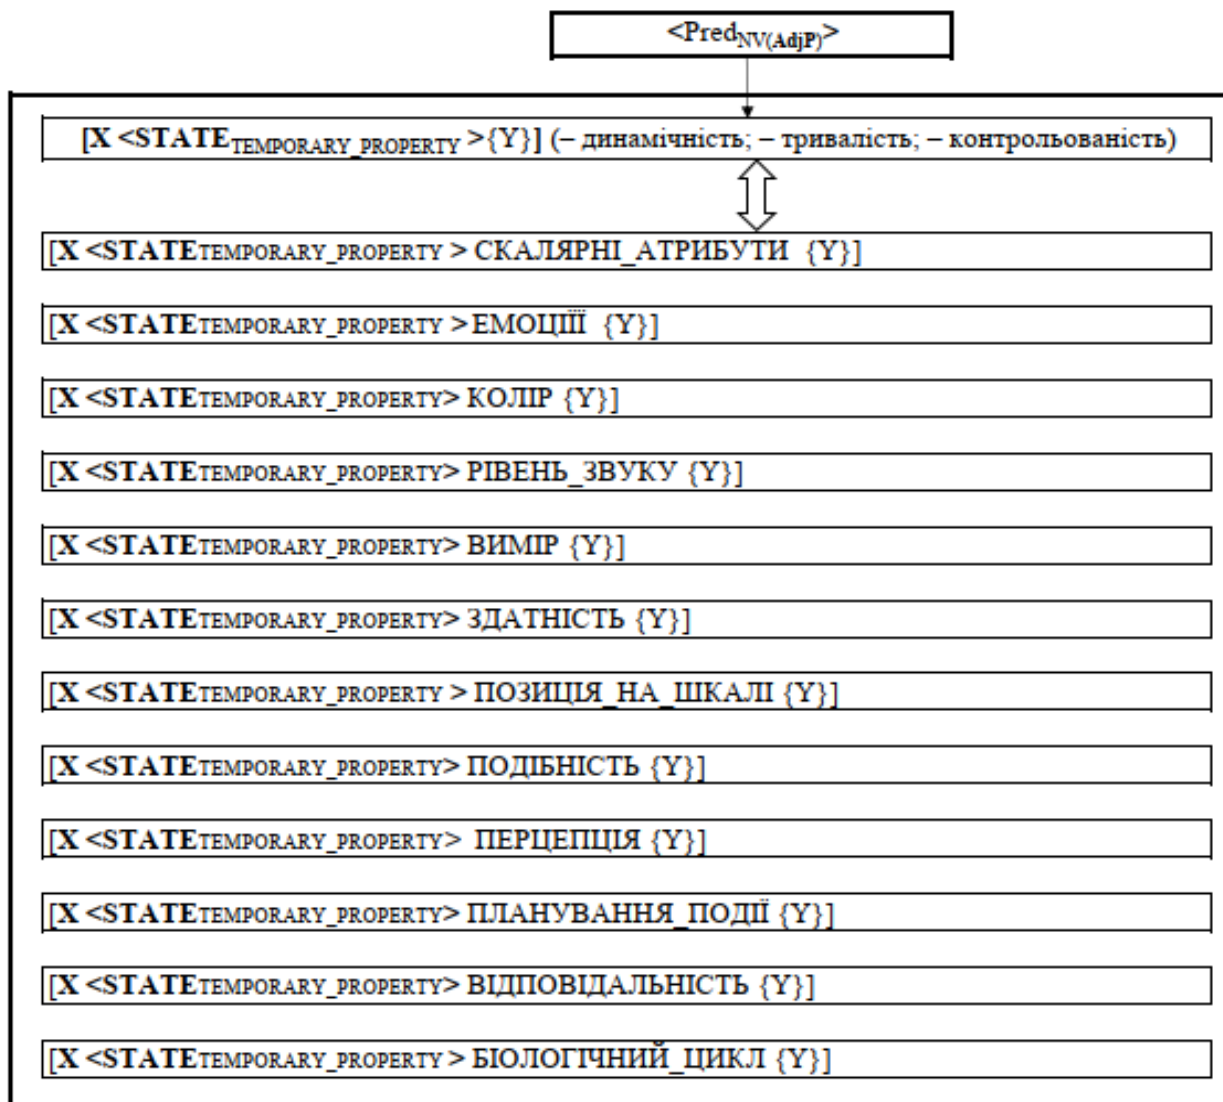 <Pred_NV(AdjP)>
[X <STATE_TEMPORARY_PROPERTY >{Y}] (– динамічність; – тривалість; – контрольованість)
[X <STATETEMPORARY_PROPERTY > СКАЛЯРНІ_АТРИБУТИ {Y}]
[X <STATETEMPORARY_PROPERTY > ЕМОЦІЇЇ {Y}]
[X <STATETEMPORARY_PROPERTY> КОЛІР {Y}]
[X <STATETEMPORARY_PROPERTY> РІВЕНЬ_ЗВУКУ {Y}]
[X <STATETEMPORARY_PROPERTY> ВИМІР {Y}]
[X <STATETEMPORARY_PROPERTY> ЗДАТНІСТЬ {Y}]
[X <STATETEMPORARY_PROPERTY > ПОЗИЦІЯ_НА_ШКАЛІ {Y}]
[X <STATETEMPORARY_PROPERTY> ПОДІБНІСТЬ {Y}]
[X <STATETEMPORARY_PROPERTY> ПЕРЦЕПЦІЯ {Y}]
[X <STATETEMPORARY_PROPERTY> ПЛАНУВАННЯ_ПОДІЇ {Y}]
[X <STATETEMPORARY_PROPERTY> ВІДПОВІДАЛЬНІСТЬ {Y}]
[X <STATETEMPORARY_PROPERTY > БІОЛОГІЧНИЙ_ЦИКЛ {Y}]